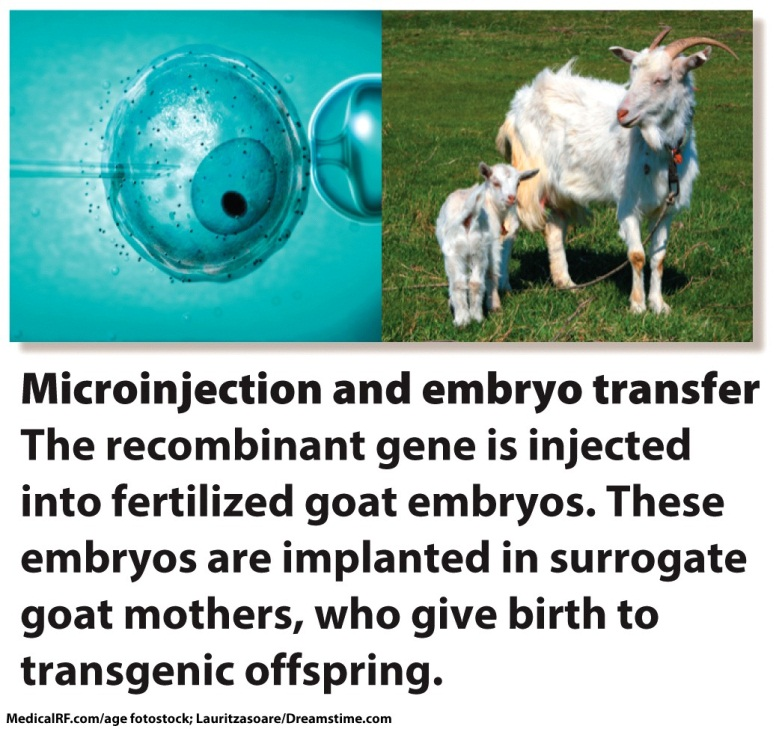 Microinjection and embryo transfer
The recombinant gene is injected
into fertilized goat embryos. These
embryos are implanted in surrogate
goat mothers, who give birth to
transgenic offspring.
MedicalRF.com/age fotostock; Lauritzasoare/Dreamstime.com